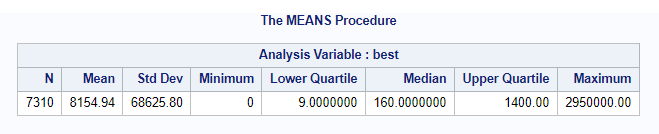 The MEANS Procedure
Analysis Variable : best
N Mean Std Dev Minimum Lower Quartile Median Upper Quartile Maximum
7310 8154.94 68625.80 0 9.0000000 160.0000000 1400.00 2950000.00